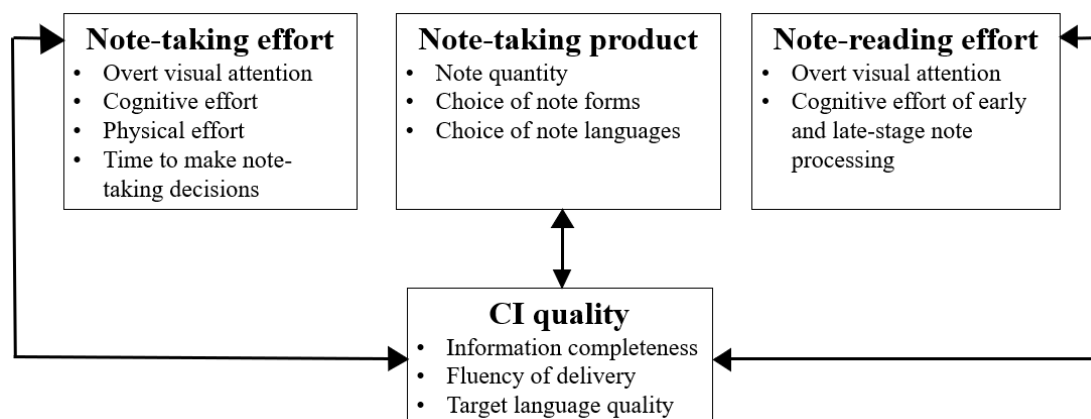 Note-taking effort
• Overt visual attention
• Cognitive effort
• Physical effort
• Time to make note-
taking decisions
Note-taking product
• Note quantity
• Choice of note forms
• Choice of note languages
Note-reading effort
• Overt visual attention
• Cognitive effort of early
and late-stage note
processing
CI quality
• Information completeness
• Fluency of delivery
• Target language quality